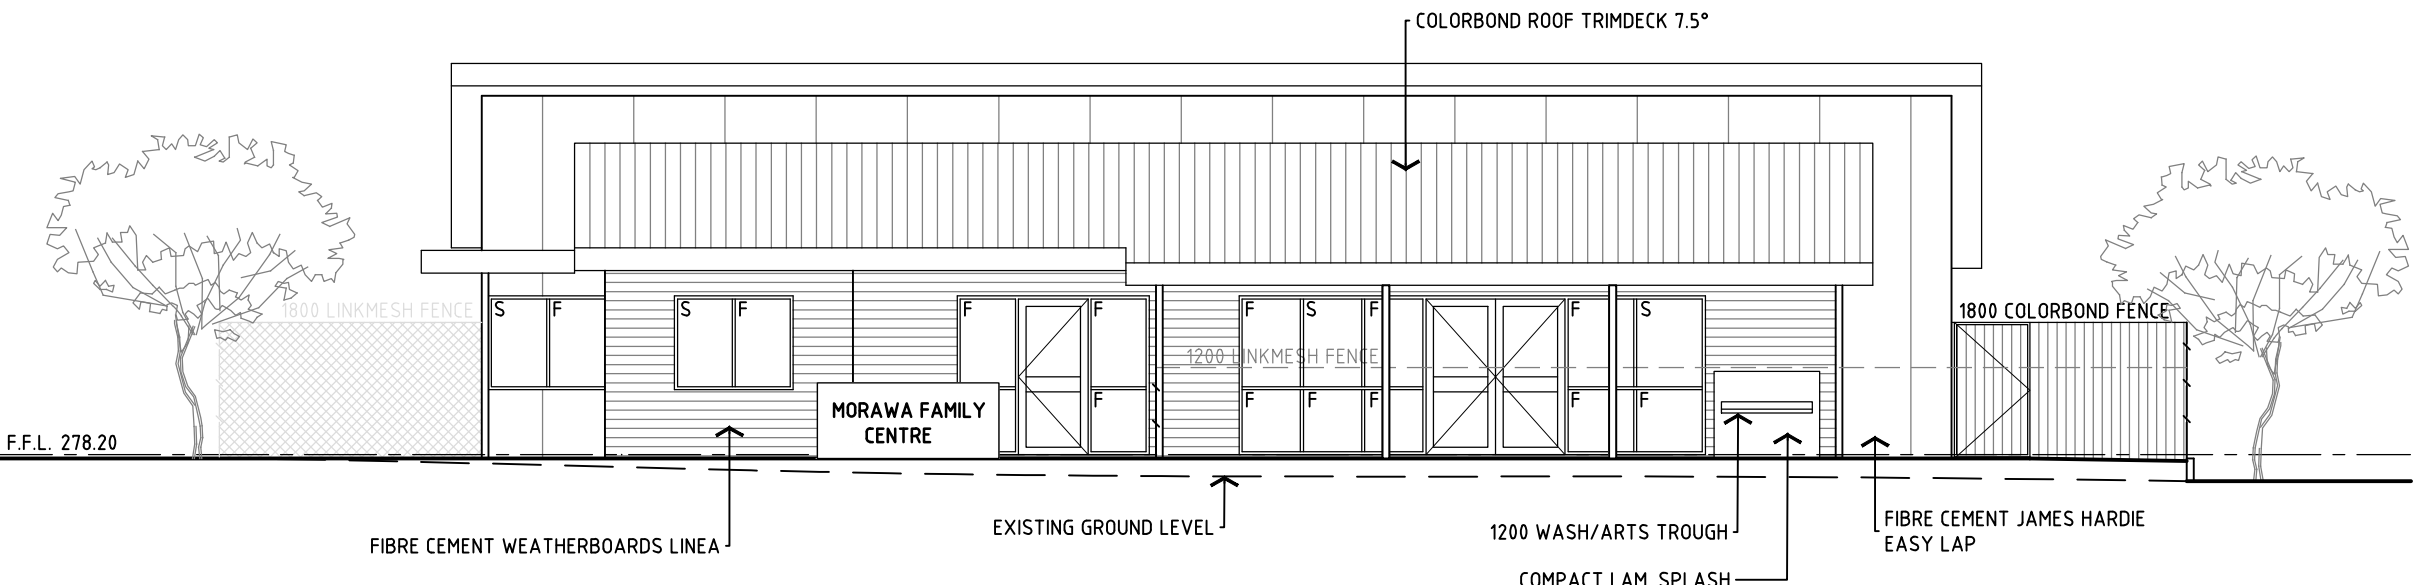 COLORBOND ROOF TRIMDECK 7.5°
1800 LINKMESH FENCE
S F
S F
F F
F S F
F S
1800 COLORBOND FENCE
1200 LINKMESH FENCE
F
F F F
F F
MORAWA FAMILY
CENTRE
F.F.L. 278.20
FIBRE CEMENT WEATHERBOARDS LINEA
EXISTING GROUND LEVEL
1200 WASH/ARTS TROUGH
FIBRE CEMENT JAMES HARDIE
EASY LAP
COMPACT LAM. SPLASH